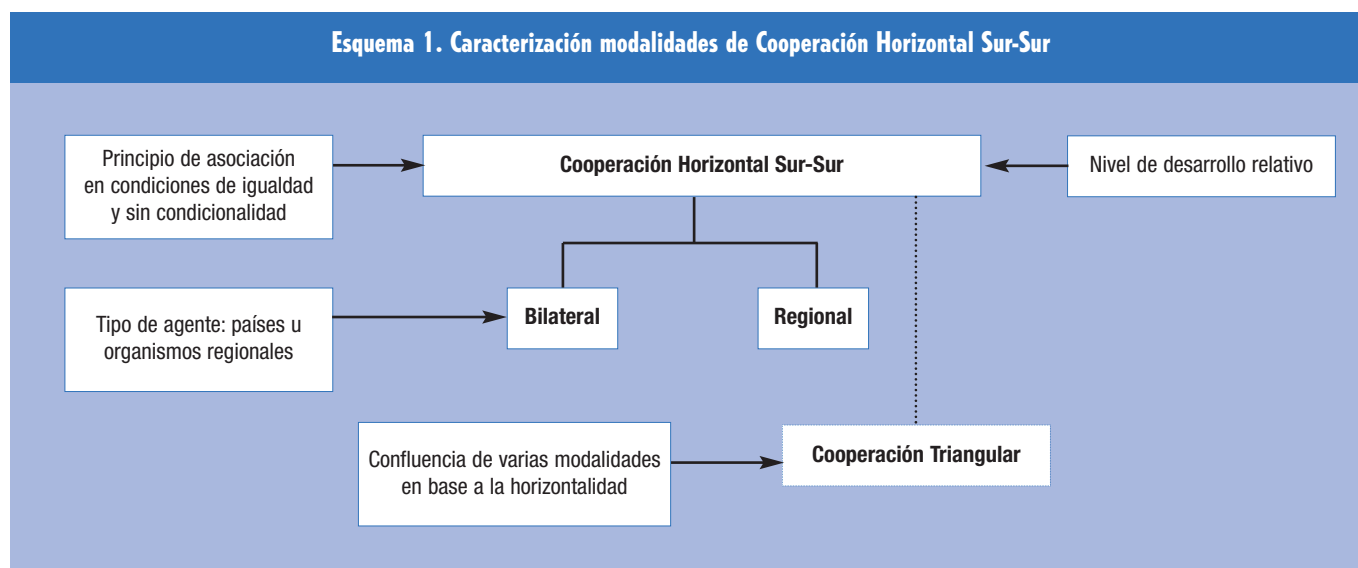 Esquema 1. Caracterización modalidades de Cooperación Horizontal Sur-Sur
Principio de asociación
en condiciones de igualdad
y sin condicionalidad
Cooperación Horizontal Sur-Sur
Nivel de desarrollo relativo
Tipo de agente: países u
organismos regionales
Bilateral
Regional
Confluencia de varias modalidades
en base a la horizontalidad
Cooperación Triangular